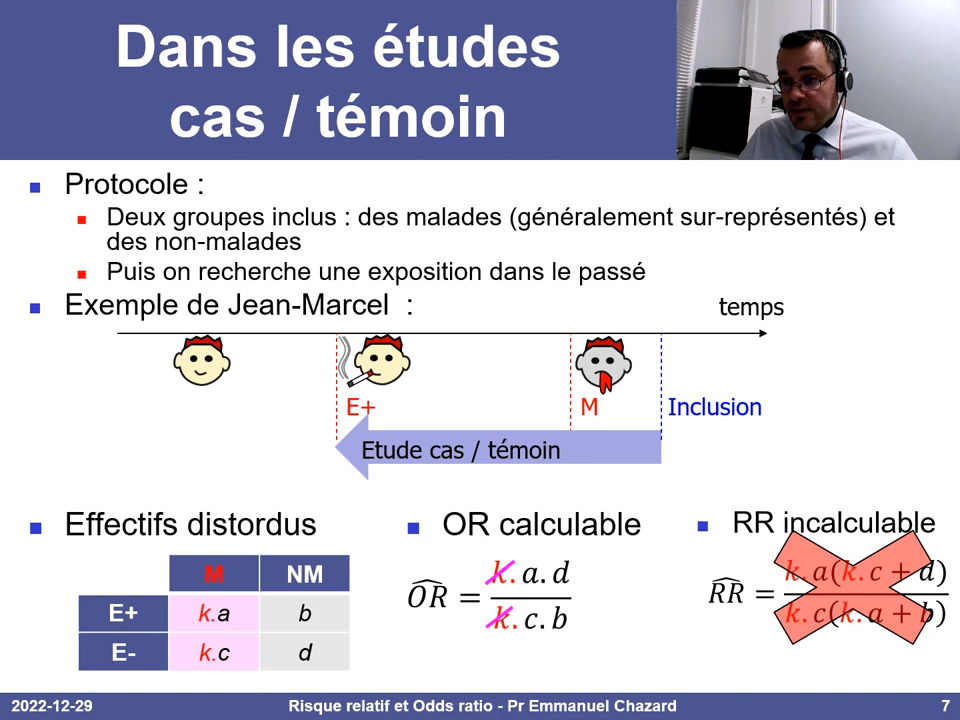 Dans les études
cas / témoin
Protocole :
Deux groupes inclus : des malades (généralement sur-représentés) et
des non-malades
Puis on recherche une exposition dans le passé
Exemple de Jean-Marcel :
temps
E+
M
Inclusion
Etude cas / témoin
Effectifs distordus
M NM
E+ k.a b
E- k.c d
OR calculable
OR̂ = k. a. d / k. c. b
RR incalculable
RR̂ = k. a(k. c + d) / k. c(k. a + b)
2022-12-29
Risque relatif et Odds ratio - Pr Emmanuel Chazard
7